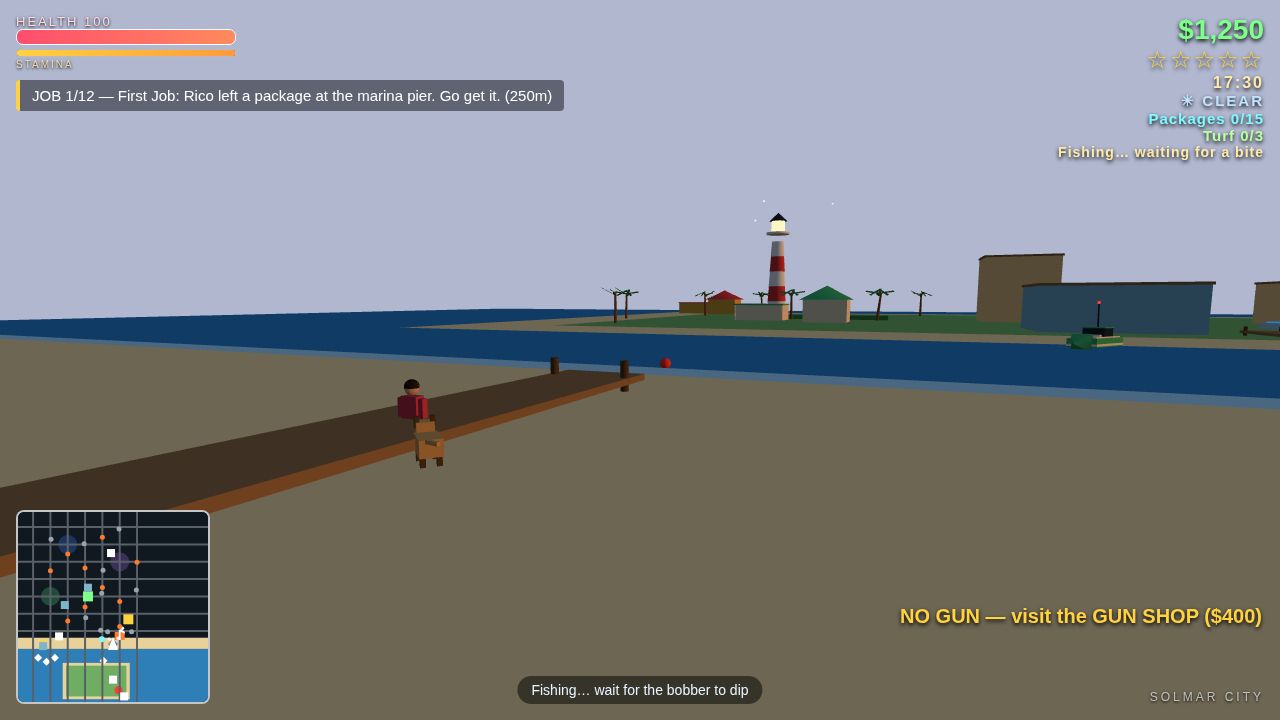 HEALTH 100
STAMINA
JOB 1/12 — First Job: Rico left a package at the marina pier. Go get it. (250m)
$1,250
17:30
CLEAR
Packages 0/15
Turf 0/3
Fishing… waiting for a bite
NO GUN — visit the GUN SHOP ($400)
Fishing… wait for the bobber to dip
SOLMAR CITY